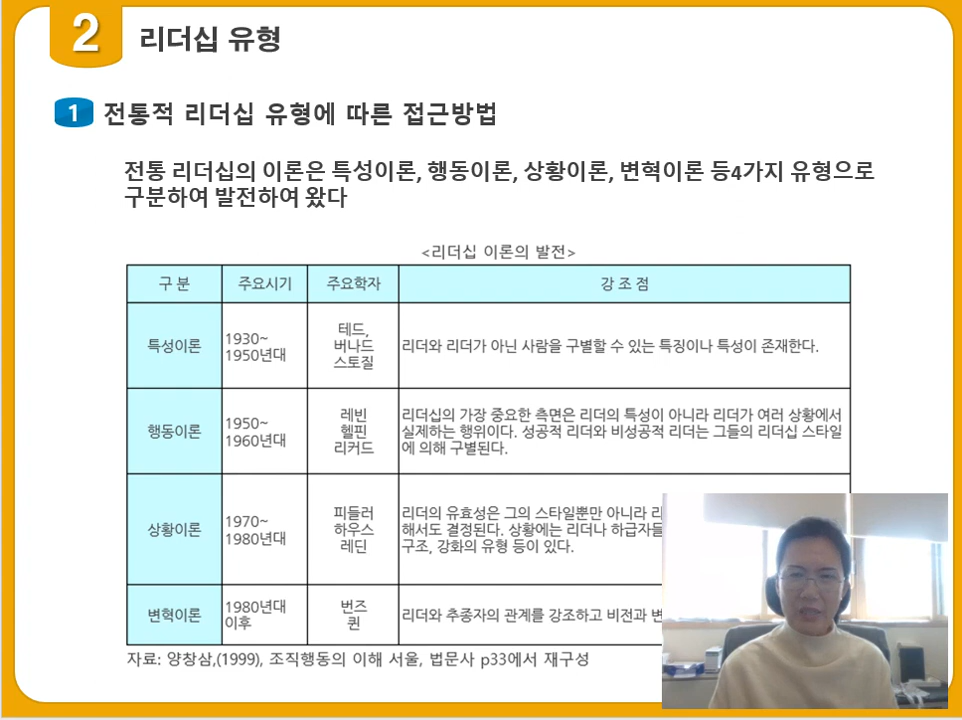 2 리더십 유형
1 전통적 리더십 유형에 따른 접근방법
전통 리더십의 이론은 특성이론, 행동이론, 상황이론, 변혁이론 등4가지 유형으로
구분하여 발전하여 왔다
<리더십 이론의 발전>
구 분 주요시기 주요학자 강 조 점
특성이론
1930~
1950년대
테드,
버나드
스토질
리더와 리더가 아닌 사람을 구별할 수 있는 특징이나 특성이 존재한다.
행동이론
1950~
1960년대
레빈
헬핀
리커드
리더십의 가장 중요한 측면은 리더의 특성이 아니라 리더가 여러 상황에서
실제하는 행위이다. 성공적 리더와 비성공적 리더는 그들의 리더십 스타일
에 의해 구별된다.
상황이론
1970~
1980년대
피들러
하우스
레딘
리더의 유효성은 그의 스타일뿐만 아니라
해서도 결정된다. 상황에는 리더나 하급자들
구조, 강화의 유형 등이 있다.
변혁이론
1980년대
이후
번즈
퀸
리더와 추종자의 관계를 강조하고 비전과
자료: 양창삼,(1999), 조직행동의 이해 서울, 법문사 p33에서 재구성